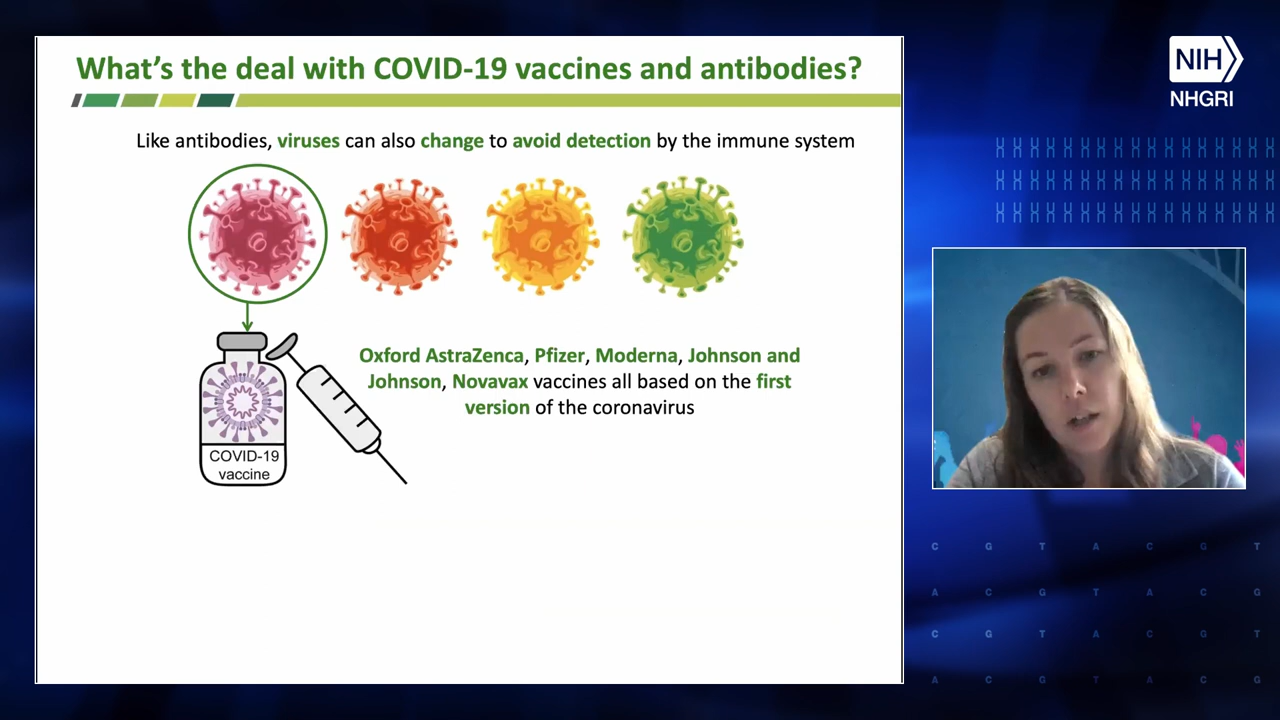 What's the deal with COVID-19 vaccines and antibodies?
Like antibodies, viruses can also change to avoid detection by the immune system
Oxford AstraZenca, Pfizer, Moderna, Johnson and
Johnson, Novavax vaccines all based on the first
version of the coronavirus
COVID-19
vaccine
NIH
NHGRI
C G T A C G T
A C G T A C G
C G T A C G T
A C G T A C G